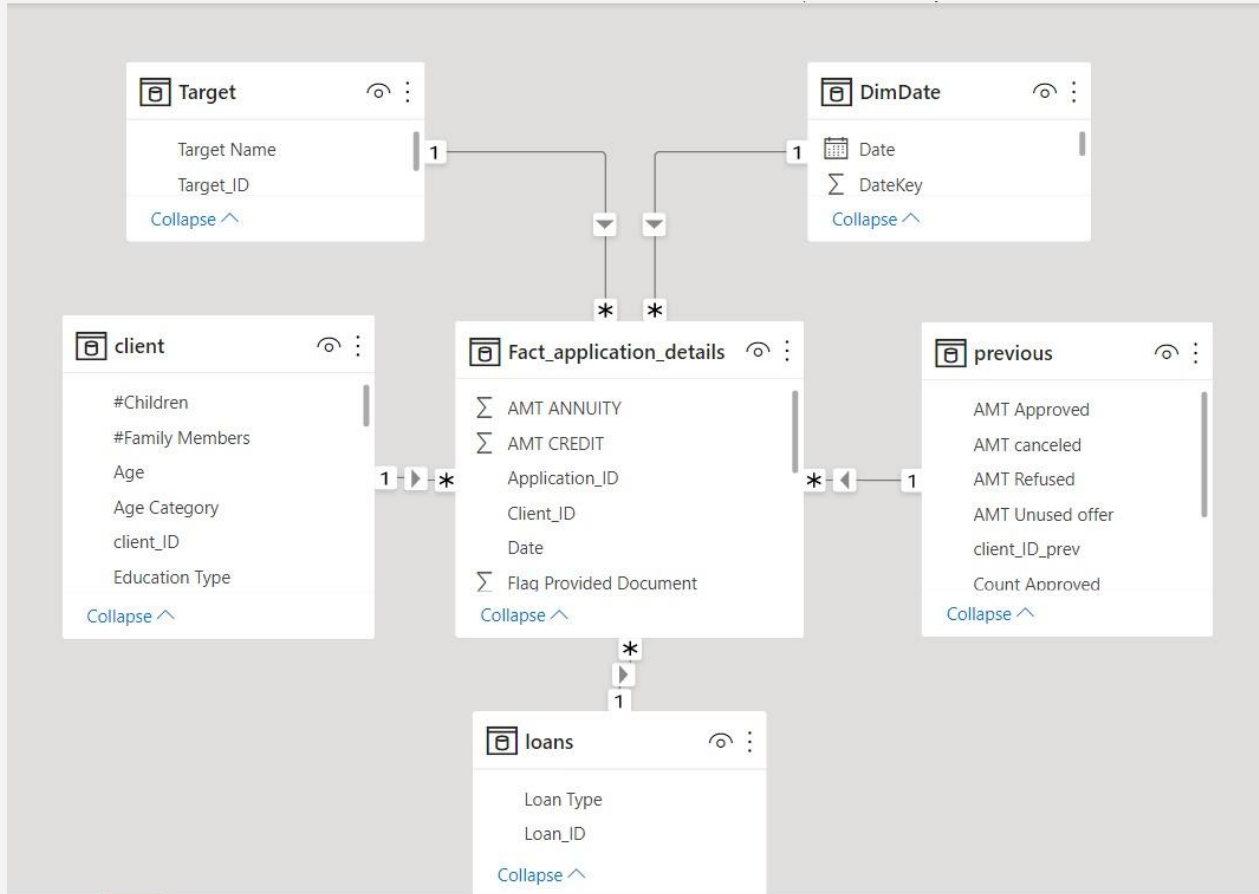 Target
Target Name
Target_ID
Collapse
1
DimDate
Date
DateKey
Collapse
1
*
*
client
#Children
#Family Members
Age
Age Category
client_ID
Education Type
Collapse
1
*
Fact_application_details
Σ AMT ANNUITY
Σ AMT CREDIT
Application_ID
Client_ID
Date
Σ Flag Provided Document
Collapse
*
1
previous
AMT Approved
AMT canceled
AMT Refused
AMT Unused offer
client_ID_prev
Count Approved
Collapse
*
1
loans
Loan Type
Loan_ID
Collapse